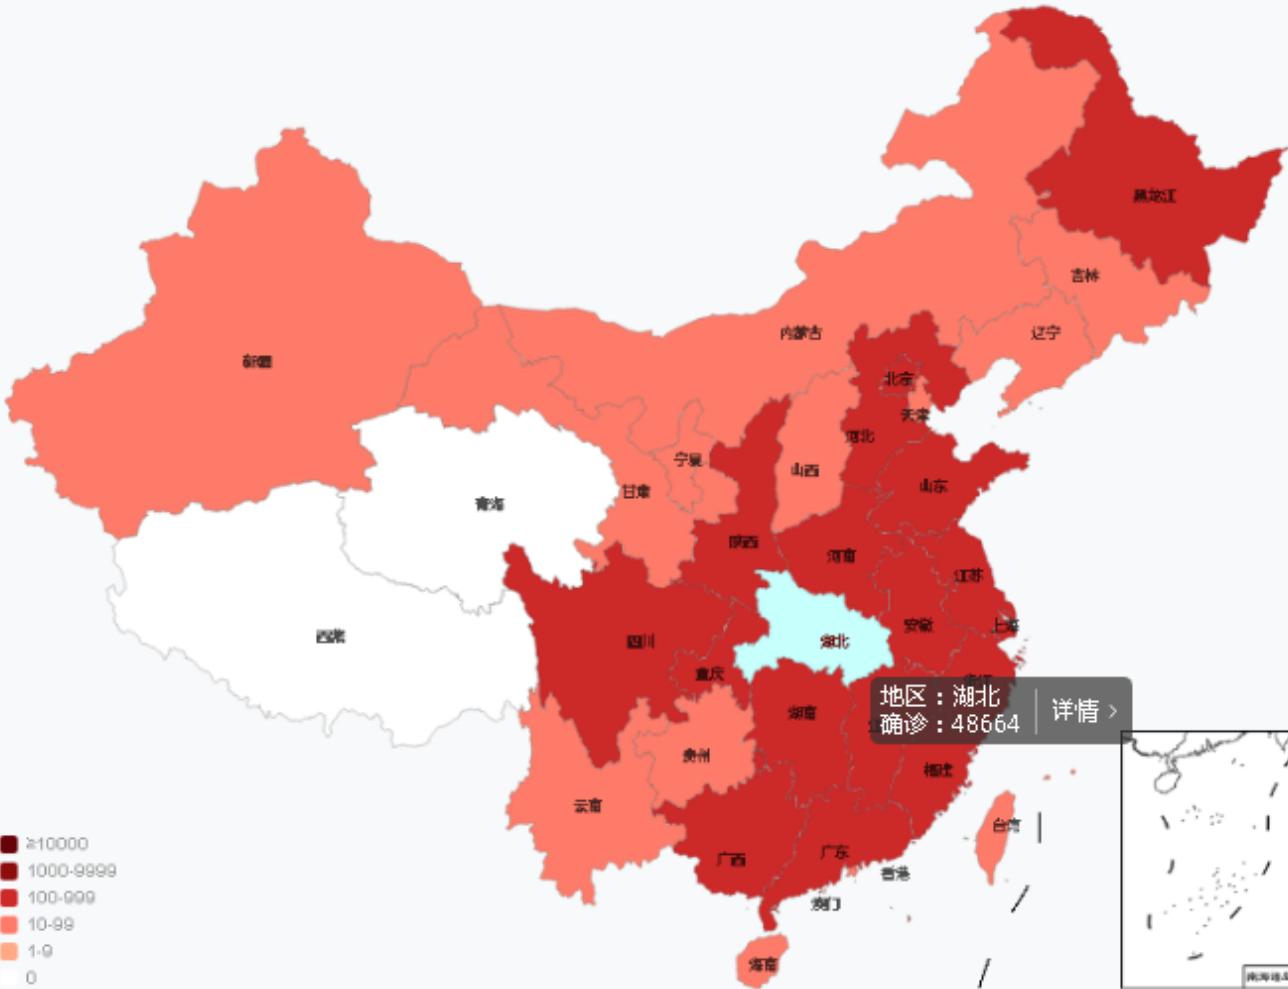 黑龙江
吉林
辽宁
内蒙古
新疆
北京
天津
河北
山西
宁夏
山东
甘肃
青海
陕西
河南
江苏
安徽
上海
西藏
四川
湖北
重庆
地区：湖北
确诊：48664
详情 >
湖南
贵州
福建
云南
台湾
广西
广东
香港
澳门
海南
≥10000
1000-9999
100-999
10-99
1-9
0